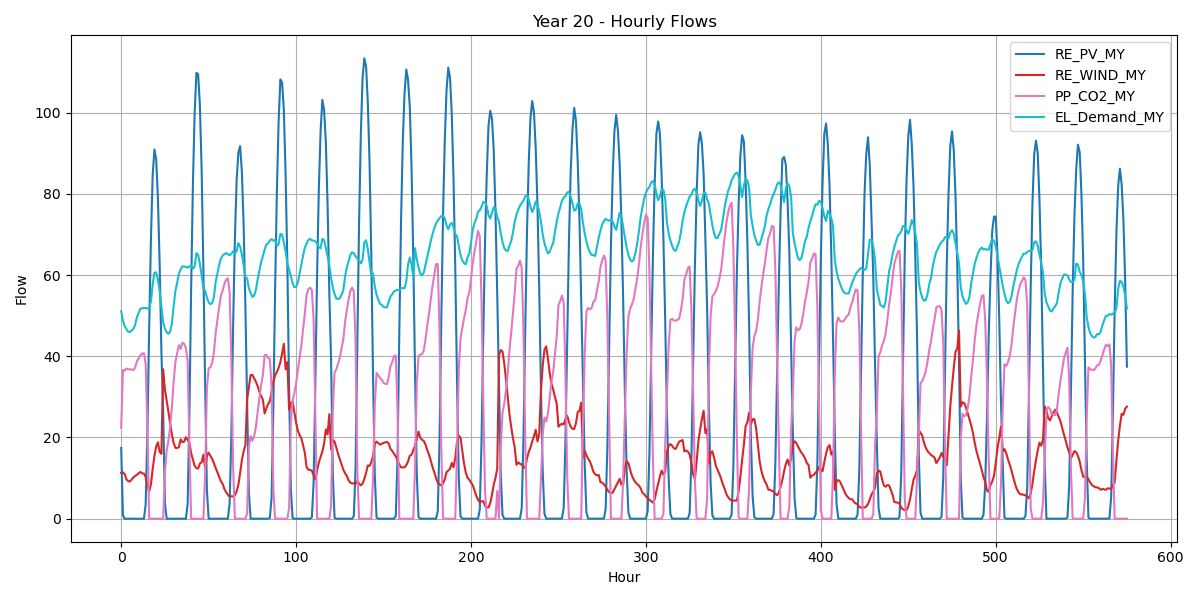 Year 20 - Hourly Flows
RE_PV_MY
RE_WIND_MY
PP_CO2_MY
EL_Demand_MY
Flow
100
80
60
40
20
0
0 100 200 300 400 500 600
Hour